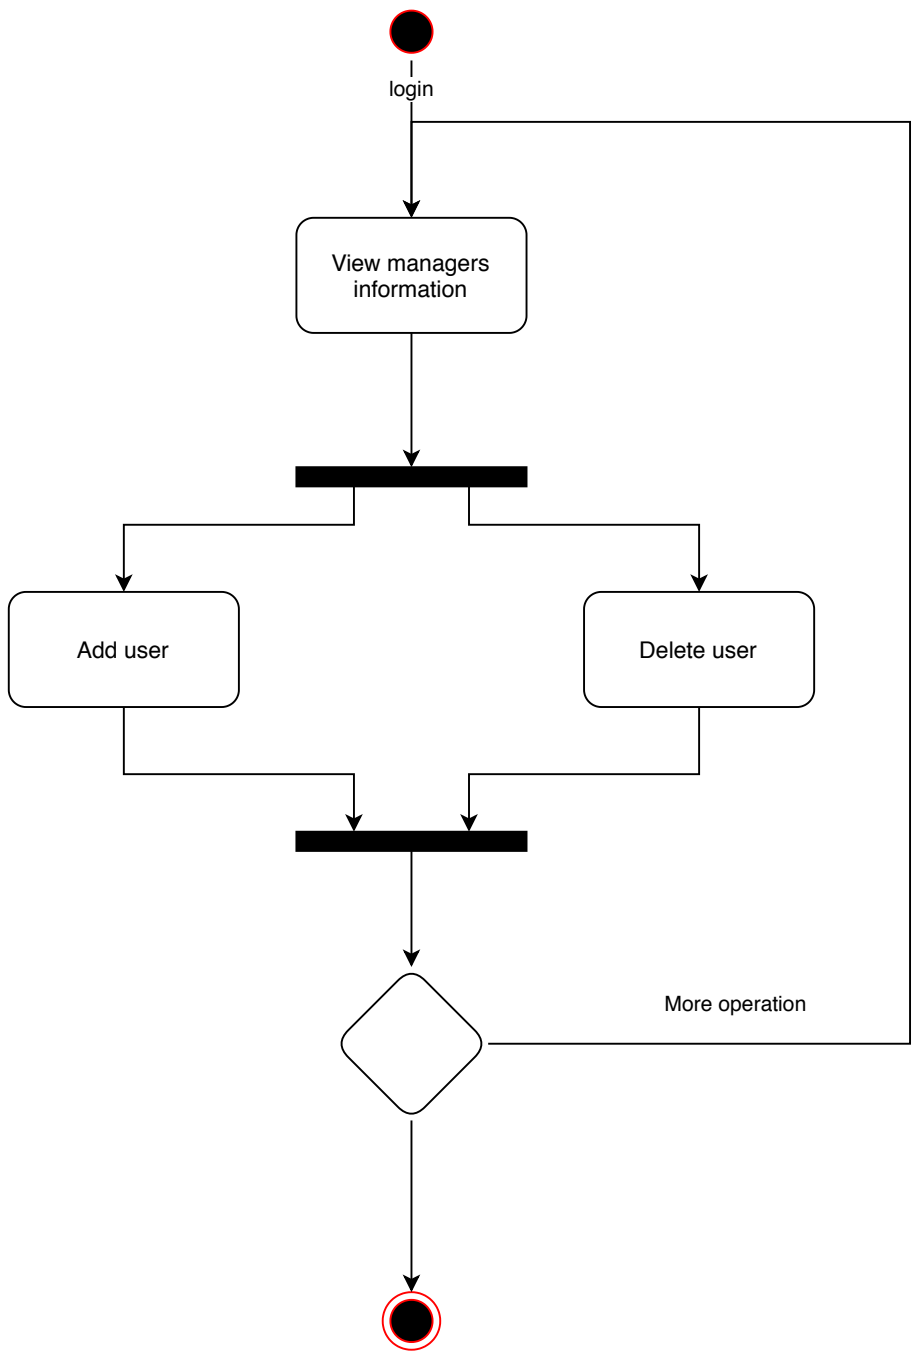 login
View managers
information
Add user
Delete user
More operation